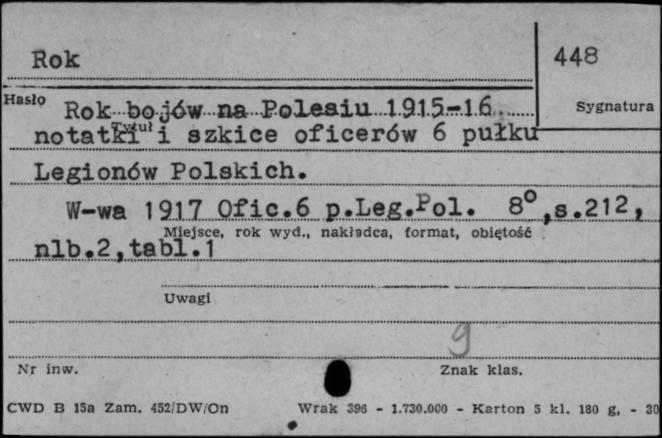 Rok
448
Hasło
Sygnatura
Rok bojów na Polesiu 1915-16
Tytuł
notatki i szkice oficerów 6 pułku
Legionów Polskich.
W-wa 1917 Ofic.6 p.Leg.Pol. 8°,s.212,
Miejsce, rok wyd., nakładca, format, objętość
nlb.2,tabl.1
Uwagi
9
Nr inw.
Znak klas.
CWD B 15a Zam. 452/DW/On Wrak 396 - 1.730.000 - Karton 5 kl. 180 g, - 30